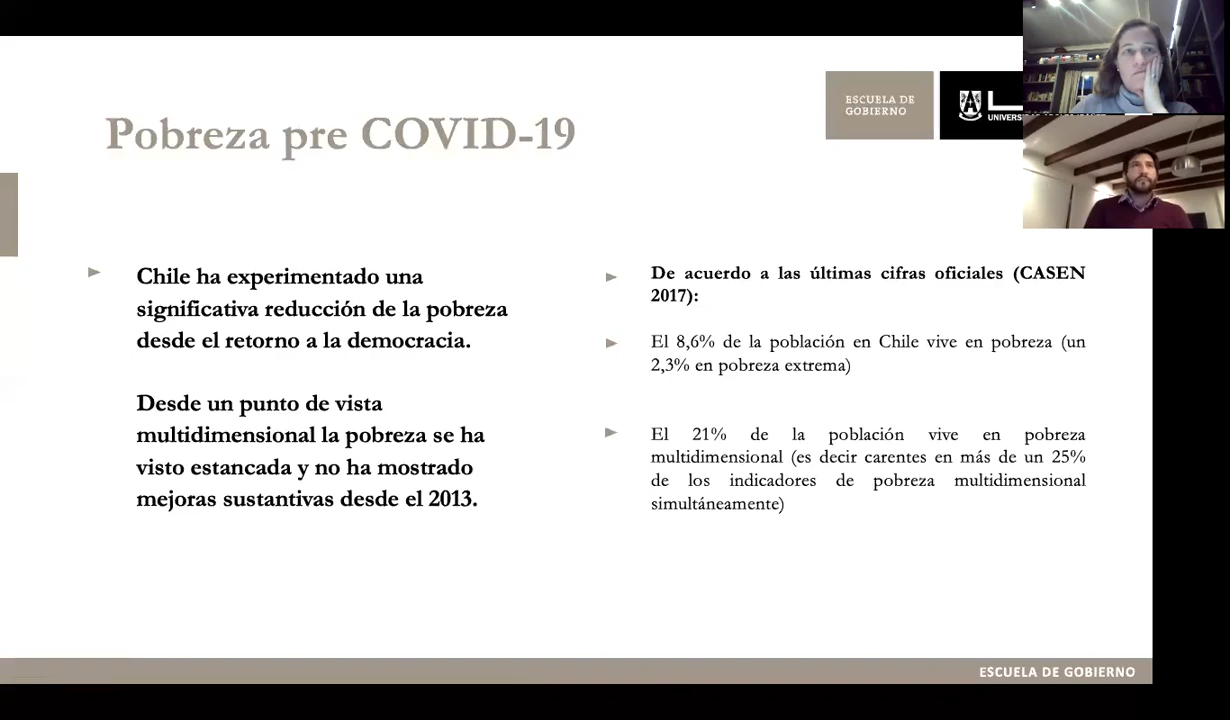 Pobreza pre COVID-19
ESCUELA DE
GOBIERNO
Chile ha experimentado una
significativa reducción de la pobreza
desde el retorno a la democracia.
Desde un punto de vista
multidimensional la pobreza se ha
visto estancada y no ha mostrado
mejoras sustantivas desde el 2013.
De acuerdo a las últimas cifras oficiales (CASEN
2017):
El 8,6% de la población en Chile vive en pobreza (un
2,3% en pobreza extrema)
El 21% de la población vive en pobreza
multidimensional (es decir carentes en más de un 25%
de los indicadores de pobreza multidimensional
simultáneamente)
ESCUELA DE GOBIERNO